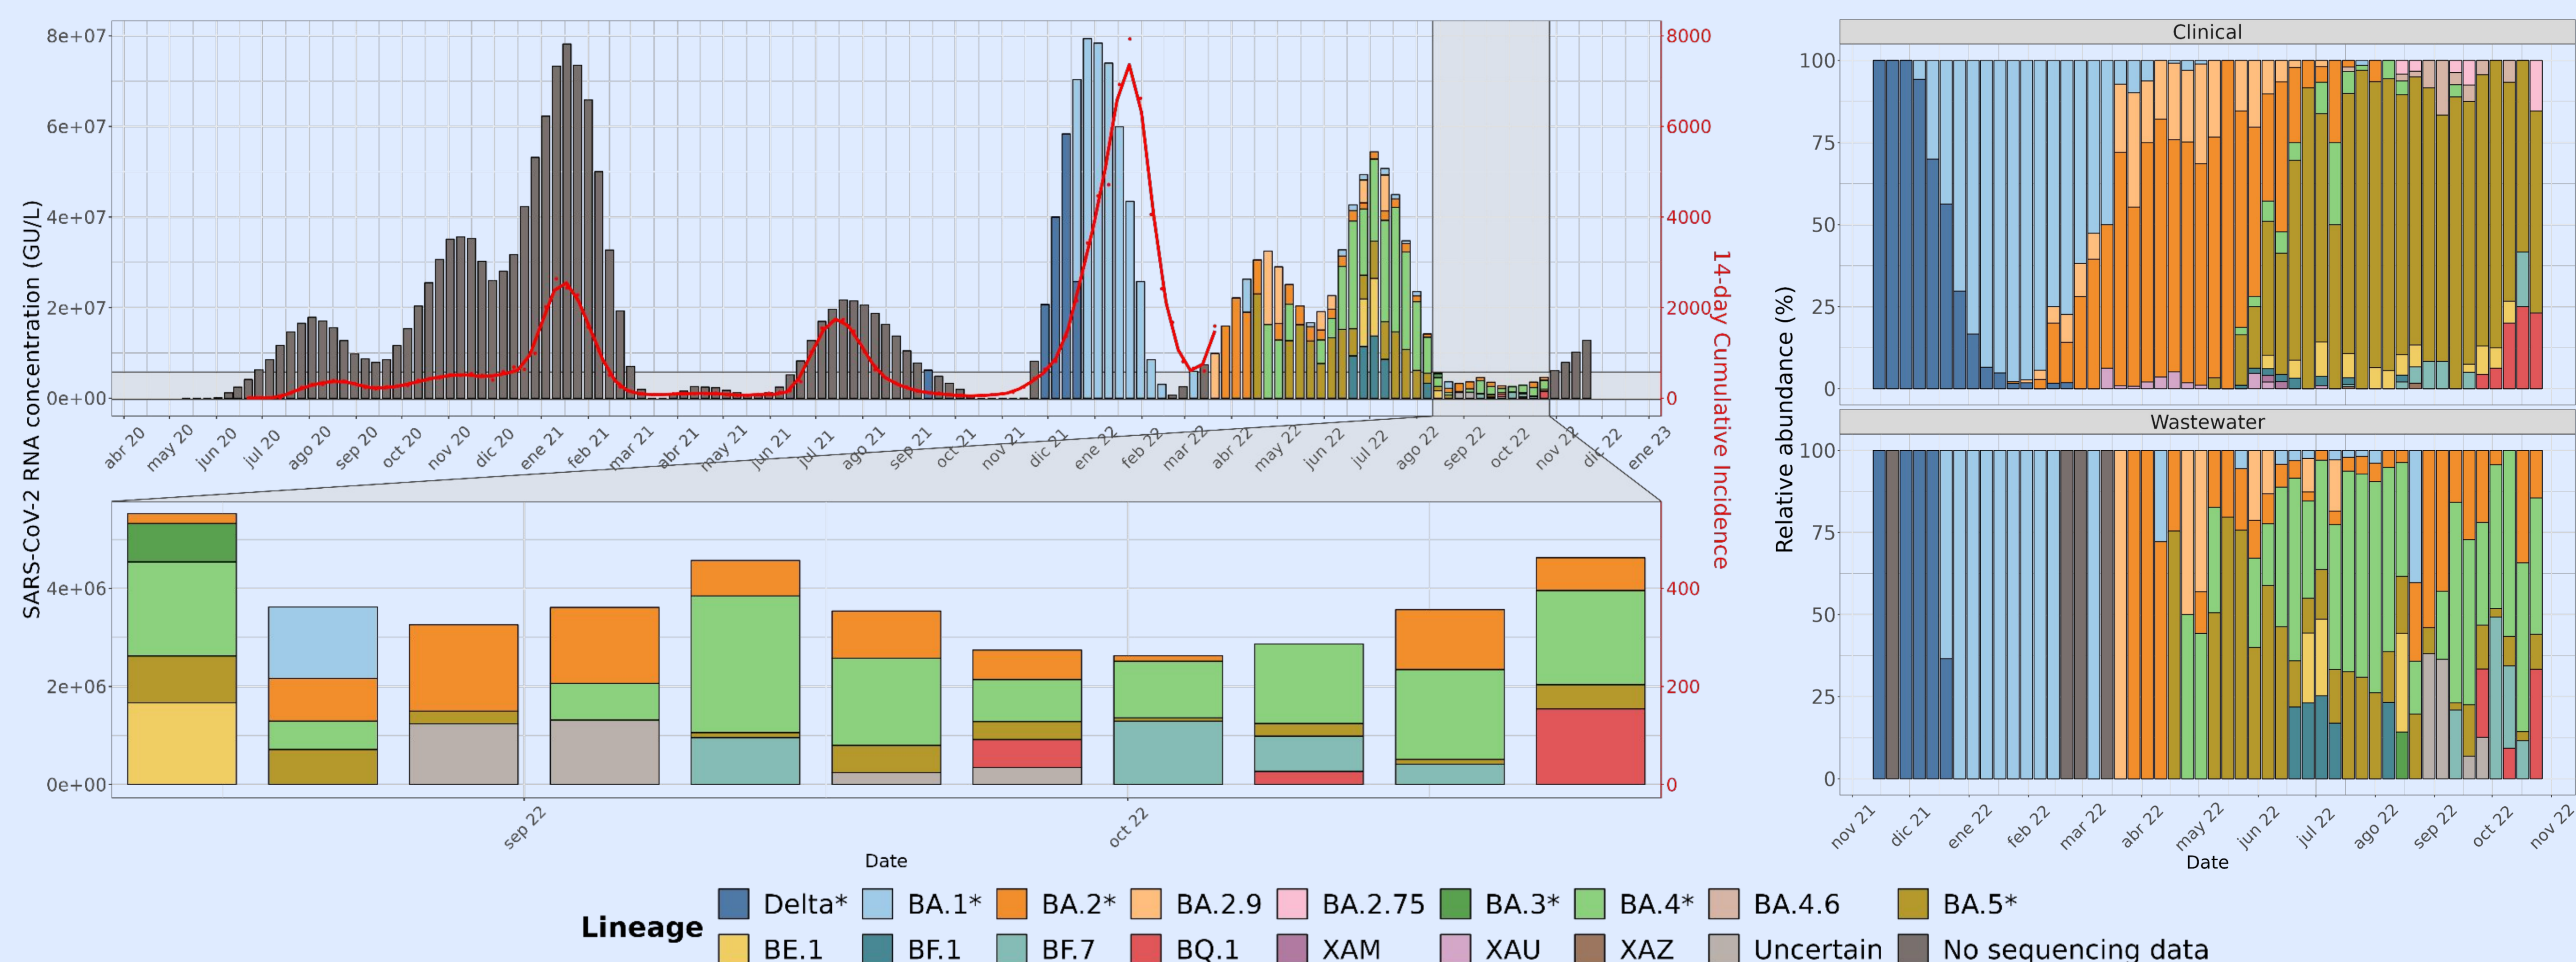 SARS-CoV-2 RNA concentration (GU/L)
8e+07
6e+07
4e+07
2e+07
0e+00
8000
6000
4000
2000
0
14-day Cumulative Incidence
abr 20
may 20
jun 20
jul 20
ago 20
sep 20
oct 20
nov 20
dic 20
ene 21
feb 21
mar 21
abr 21
may 21
jun 21
jul 21
ago 21
sep 21
oct 21
nov 21
dic 21
ene 22
feb 22
mar 22
abr 22
may 22
jun 22
jul 22
ago 22
sep 22
oct 22
nov 22
dic 22
ene 23
4e+06
2e+06
0e+00
400
200
0
sep 22
oct 22
Date
Relative abundance (%)
Clinical
100
75
50
25
0
Wastewater
100
75
50
25
0
nov 21
dic 21
ene 22
feb 22
mar 22
abr 22
may 22
jun 22
jul 22
ago 22
sep 22
oct 22
nov 22
Date
Lineage
Delta* BA.1* BA.2* BA.2.9 BA.2.75 BA.3* BA.4* BA.4.6 BA.5*
BE.1 BF.1 BF.7 BQ.1 XAM XAU XAZ Uncertain No sequencing data